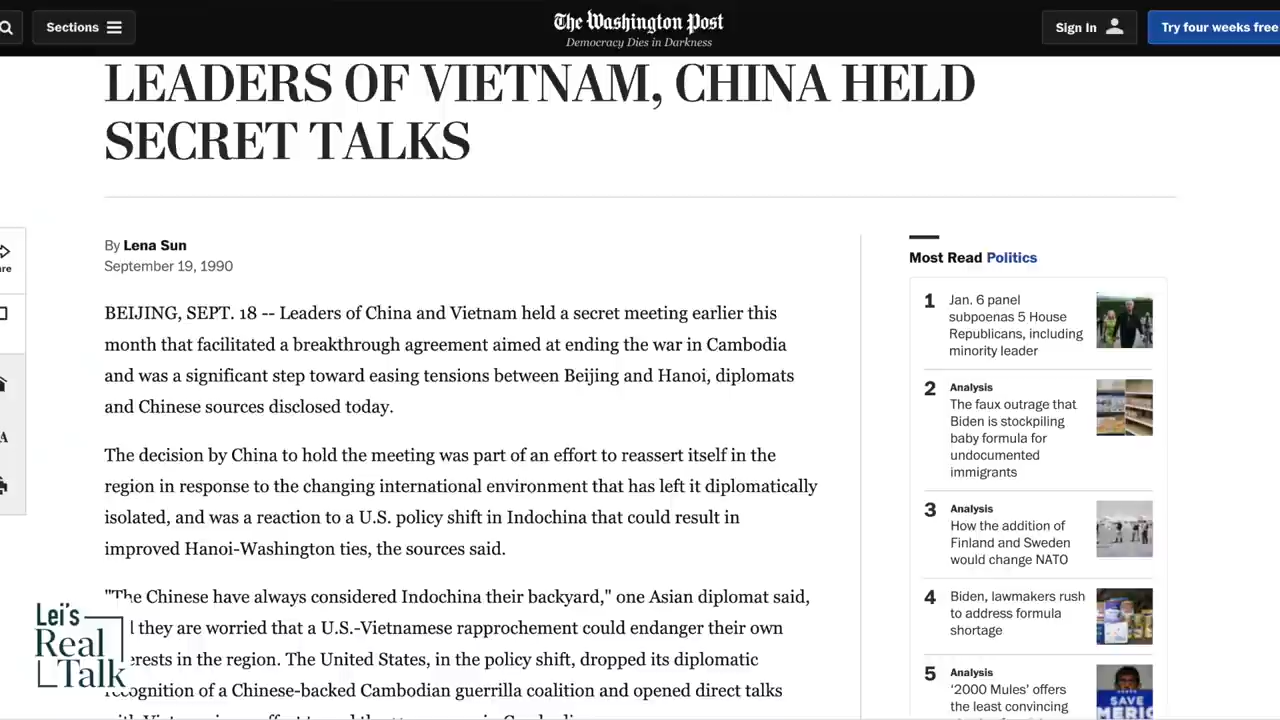 Sections
The Washington Post
Democracy Dies in Darkness
Sign In
Try four weeks free
LEADERS OF VIETNAM, CHINA HELD
SECRET TALKS
By Lena Sun
September 19, 1990
BEIJING, SEPT. 18 -- Leaders of China and Vietnam held a secret meeting earlier this
month that facilitated a breakthrough agreement aimed at ending the war in Cambodia
and was a significant step toward easing tensions between Beijing and Hanoi, diplomats
and Chinese sources disclosed today.
The decision by China to hold the meeting was part of an effort to reassert itself in the
region in response to the changing international environment that has left it diplomatically
isolated, and was a reaction to a U.S. policy shift in Indochina that could result in
improved Hanoi-Washington ties, the sources said.
"The Chinese have always considered Indochina their backyard," one Asian diplomat said,
they are worried that a U.S.-Vietnamese rapprochement could endanger their own
erests in the region. The United States, in the policy shift, dropped its diplomatic
recognition of a Chinese-backed Cambodian guerrilla coalition and opened direct talks
Most Read Politics
1
Jan. 6 panel
subpoenas 5 House
Republicans, including
minority leader
2
Analysis
The faux outrage that
Biden is stockpiling
baby formula for
undocumented
immigrants
3
Analysis
How the addition of
Finland and Sweden
would change NATO
4
Biden, lawmakers rush
to address formula
shortage
5
Analysis
'2000 Mules' offers
the least convincing
SAVE
Lei's
Real
Talk